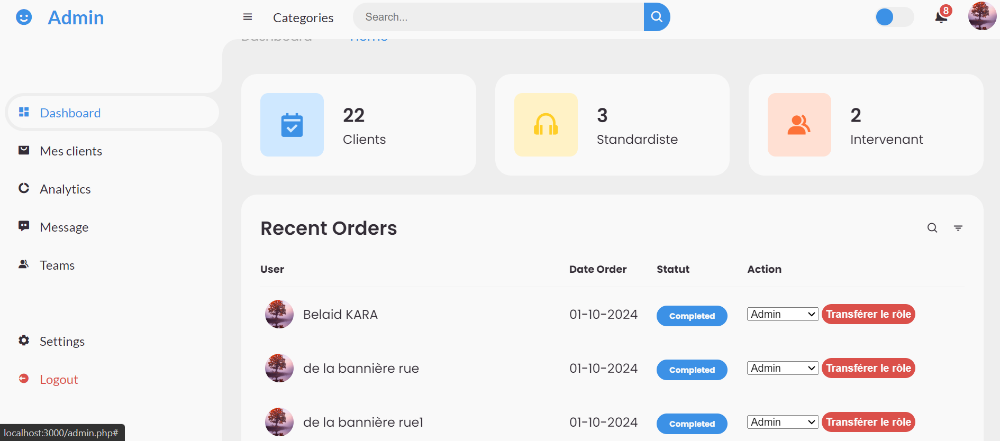 Admin
Categories
Search...
8
Dashboard
Home
Dashboard
Mes clients
Analytics
Message
Teams
Settings
Logout
22
Clients
3
Standardiste
2
Intervenant
Recent Orders
User Date Order Statut Action
Belaid KARA 01-10-2024 Completed Admin Transférer le rôle
de la bannière rue 01-10-2024 Completed Admin Transférer le rôle
de la bannière rue1 01-10-2024 Completed Admin Transférer le rôle
localhost:3000/admin.php#